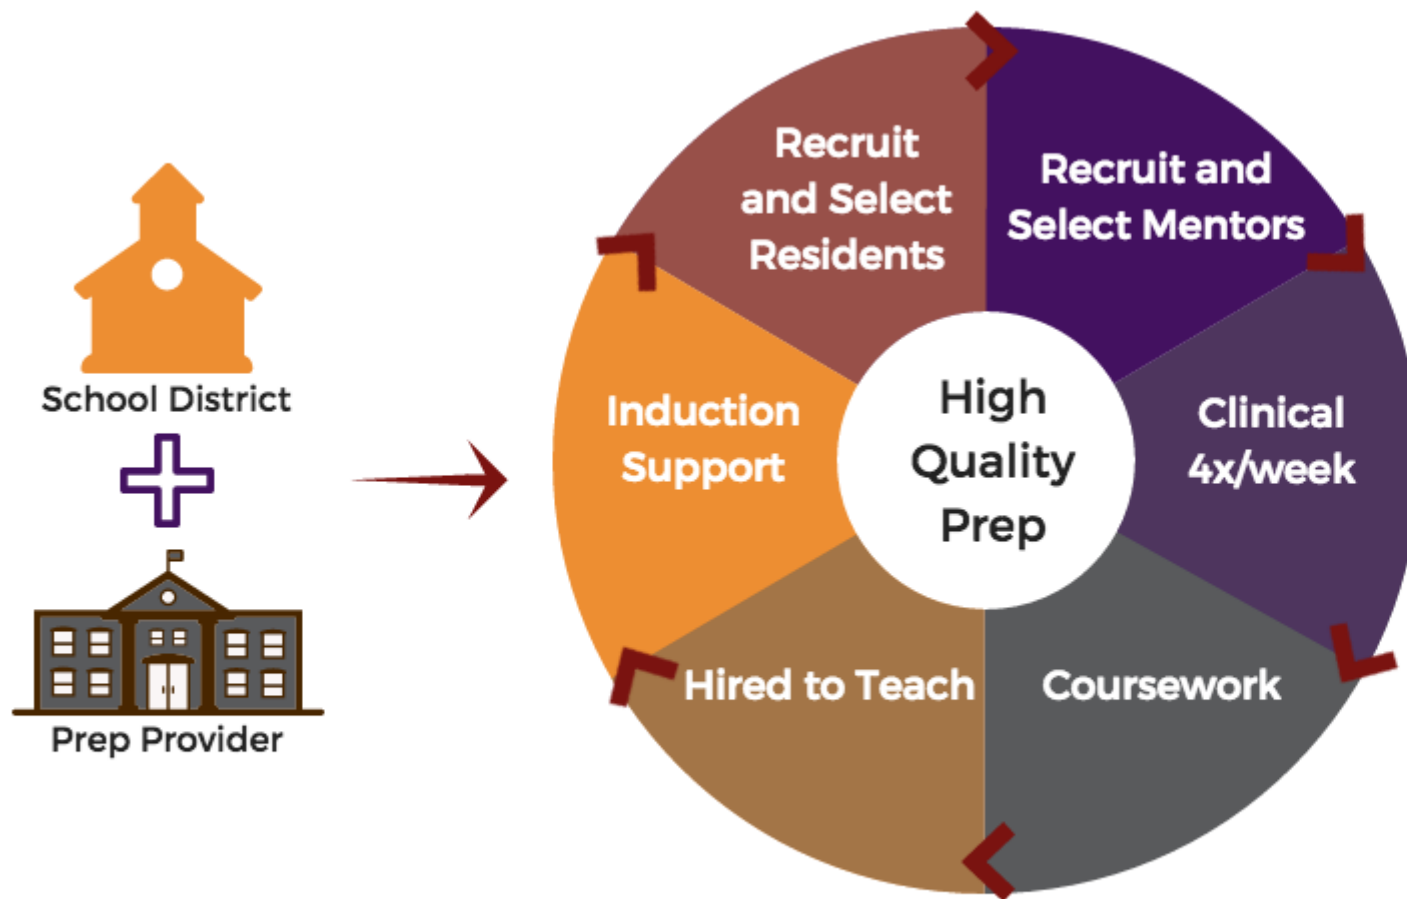 School District
Prep Provider
Recruit
and Select
Residents
Recruit and
Select Mentors
Clinical
4x/week
Coursework
Hired to Teach
Induction
Support
High
Quality
Prep